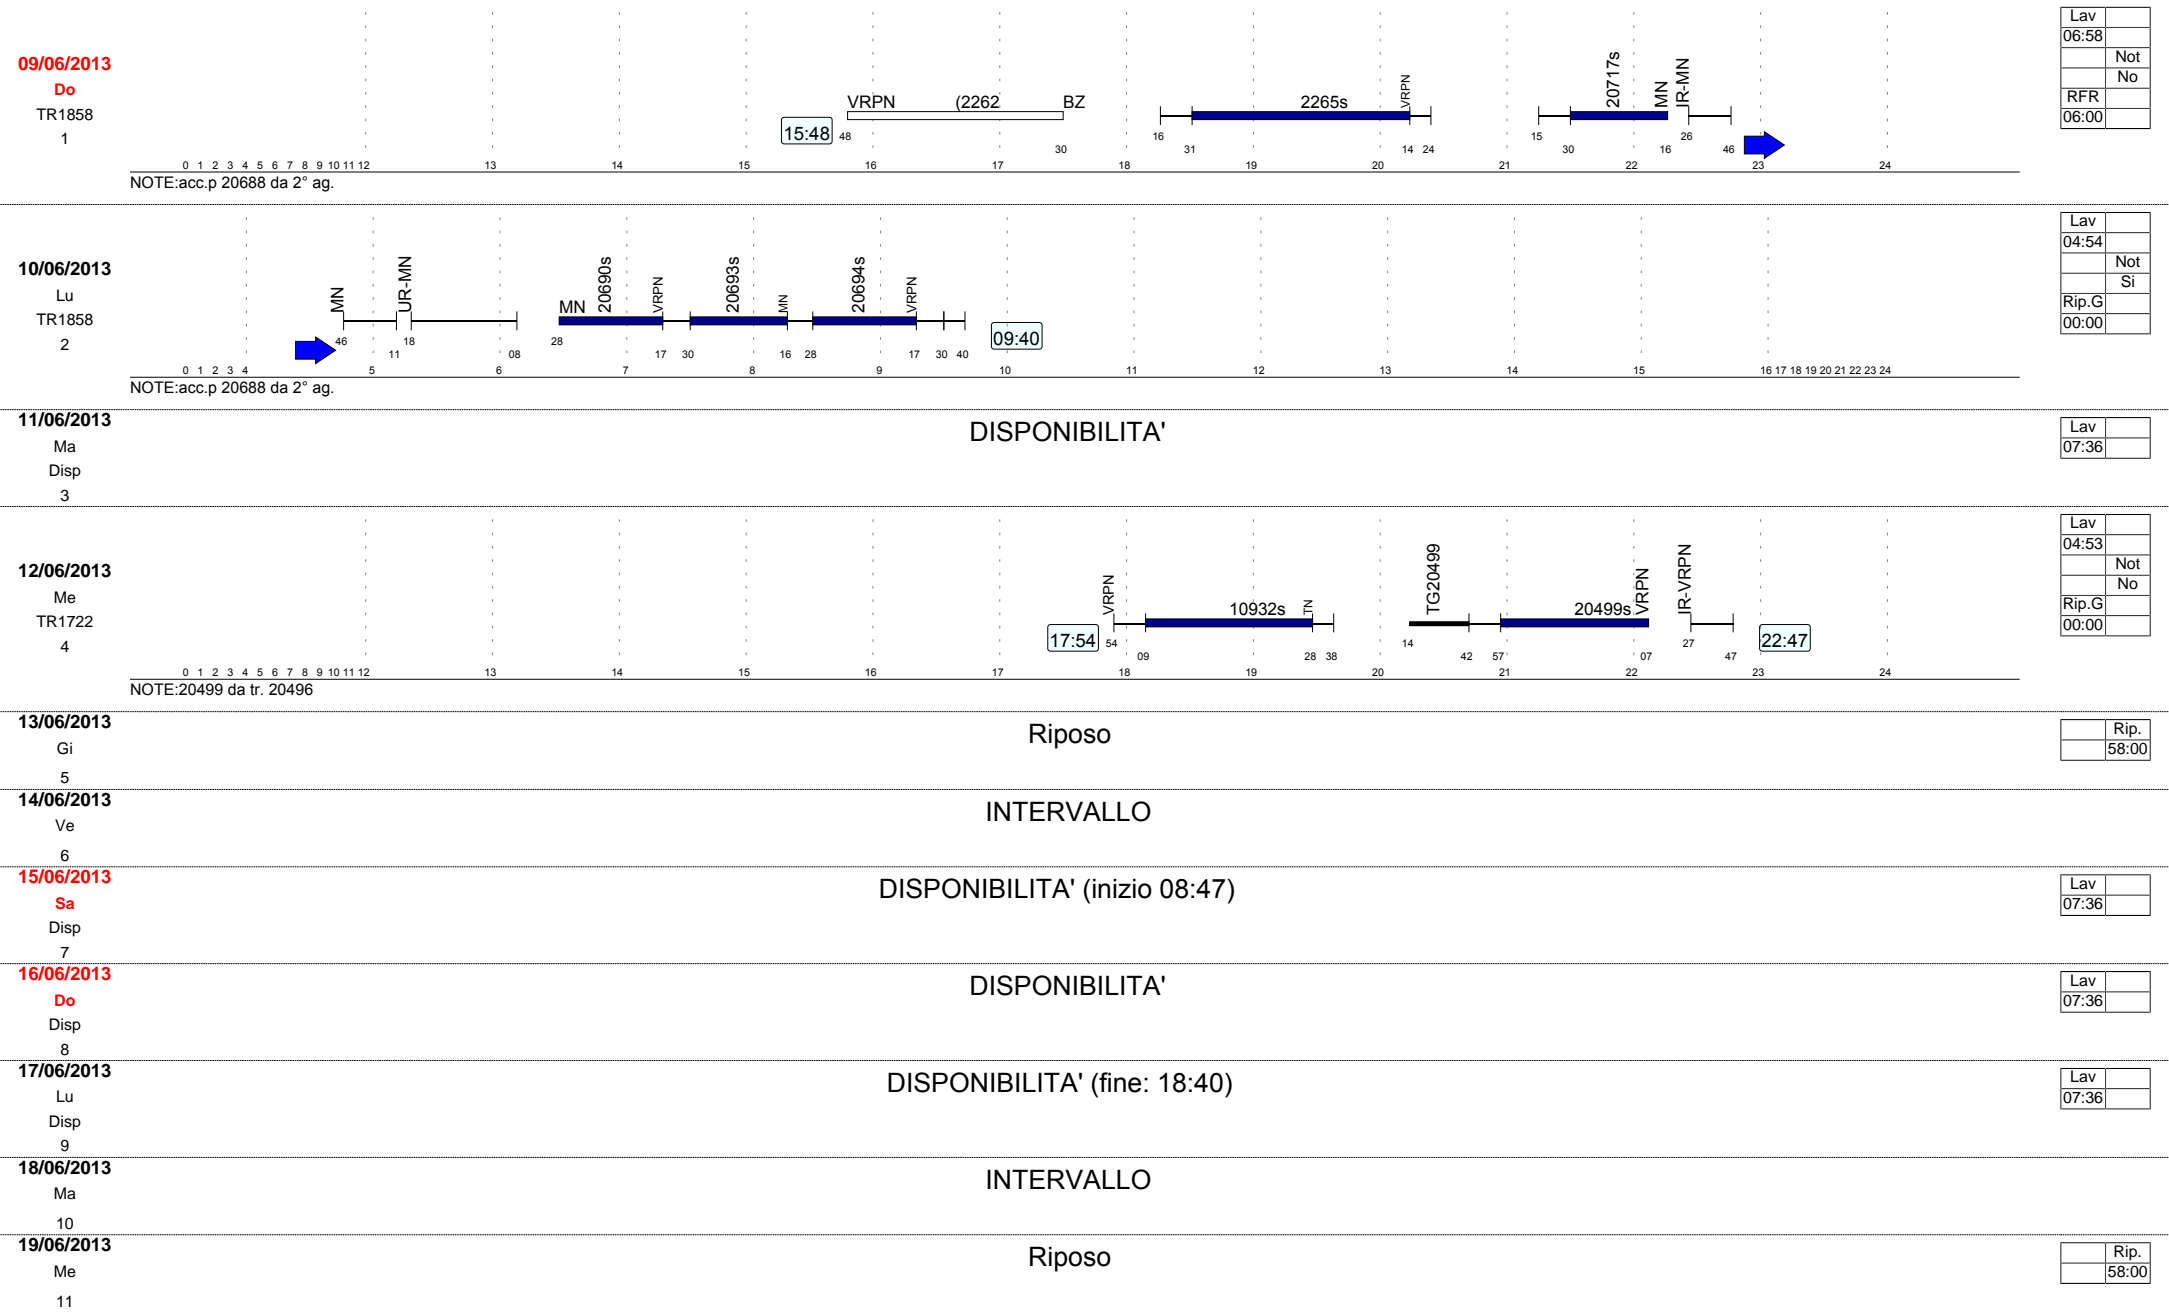 09/06/2013
Do
TR1858
1
15:48
VRPN (2262 BZ
48 30
2265s VRPN
16 31 14 24
20717s MN IR-MN
15 30 16 26 46
0 1 2 3 4 5 6 7 8 9 10 11 12 13 14 15 16 17 18 19 20 21 22 23 24
NOTE:acc.p 20688 da 2° ag.
Lav
06:58
Not
No
RFR
06:00
10/06/2013
Lu
TR1858
2
MN UR-MN
46 11 18 08
MN 20690s VRPN 20693s MN 20694s VRPN
28 17 30 16 28 17 30 40
09:40
0 1 2 3 4 5 6 7 8 9 10 11 12 13 14 15 16 17 18 19 20 21 22 23 24
NOTE:acc.p 20688 da 2° ag.
Lav
04:54
Not
Si
Rip.G
00:00
11/06/2013
Ma
Disp
3
DISPONIBILITA'
Lav
07:36
12/06/2013
Me
TR1722
4
17:54
VRPN 10932s TN
54 09 28 38
TG20499 20499s VRPN IR-VRPN
14 42 57 07 27 47
22:47
0 1 2 3 4 5 6 7 8 9 10 11 12 13 14 15 16 17 18 19 20 21 22 23 24
NOTE:20499 da tr. 20496
Lav
04:53
Not
No
Rip.G
00:00
13/06/2013
Gi
5
Riposo
Rip.
58:00
14/06/2013
Ve
6
INTERVALLO
15/06/2013
Sa
Disp
7
DISPONIBILITA' (inizio 08:47)
Lav
07:36
16/06/2013
Do
Disp
8
DISPONIBILITA'
Lav
07:36
17/06/2013
Lu
Disp
9
DISPONIBILITA' (fine: 18:40)
Lav
07:36
18/06/2013
Ma
10
INTERVALLO
19/06/2013
Me
11
Riposo
Rip.
58:00